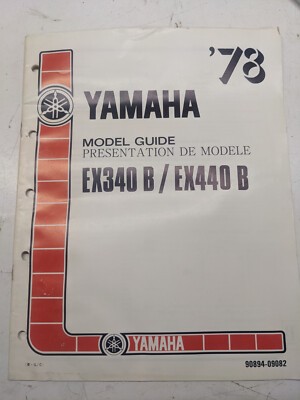 '78
YAMAHA
MODEL GUIDE
PRESENTATION DE MODELE
EX340 B / EX440 B
YAMAHA
90894-09082